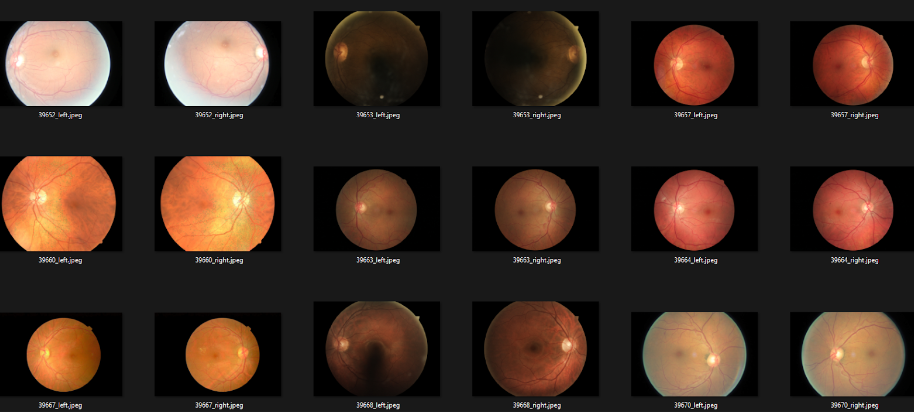 39652_left.jpeg
39652_right.jpeg
39653_left.jpeg
39653_right.jpeg
39657_left.jpeg
39657_right.jpeg
39660_left.jpeg
39660_right.jpeg
39663_left.jpeg
39663_right.jpeg
39664_left.jpeg
39664_right.jpeg
39667_left.jpeg
39667_right.jpeg
39668_left.jpeg
39668_right.jpeg
39670_left.jpeg
39670_right.jpeg